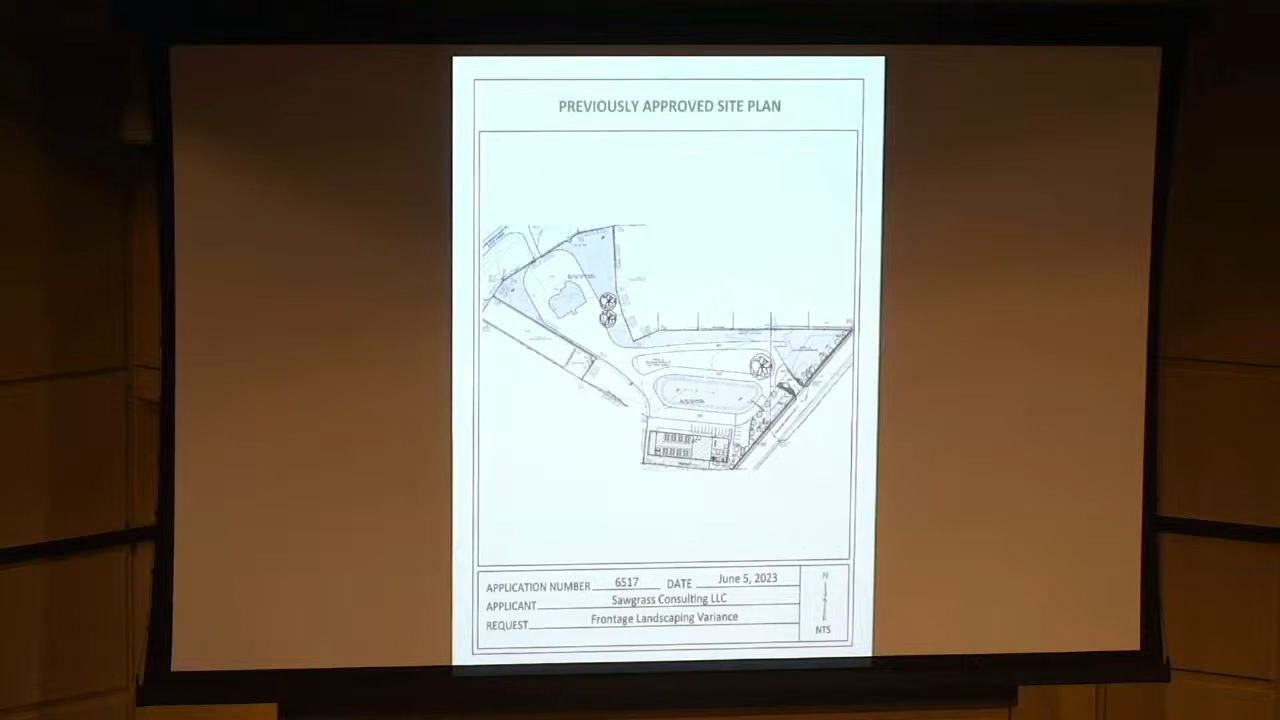 PREVIOUSLY APPROVED SITE PLAN
APPLICATION NUMBER 6517 DATE June 5, 2023
APPLICANT Sawgrass Consulting LLC
REQUEST Frontage Landscaping Variance
N
NTS